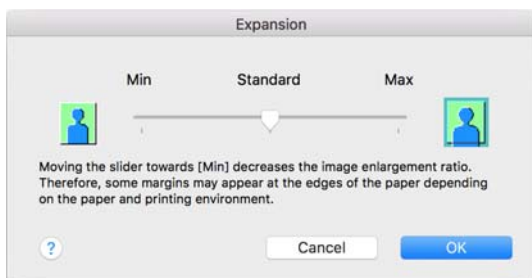 Expansion
Min Standard Max
Moving the slider towards [Min] decreases the image enlargement ratio.
Therefore, some margins may appear at the edges of the paper depending
on the paper and printing environment.
? Cancel OK